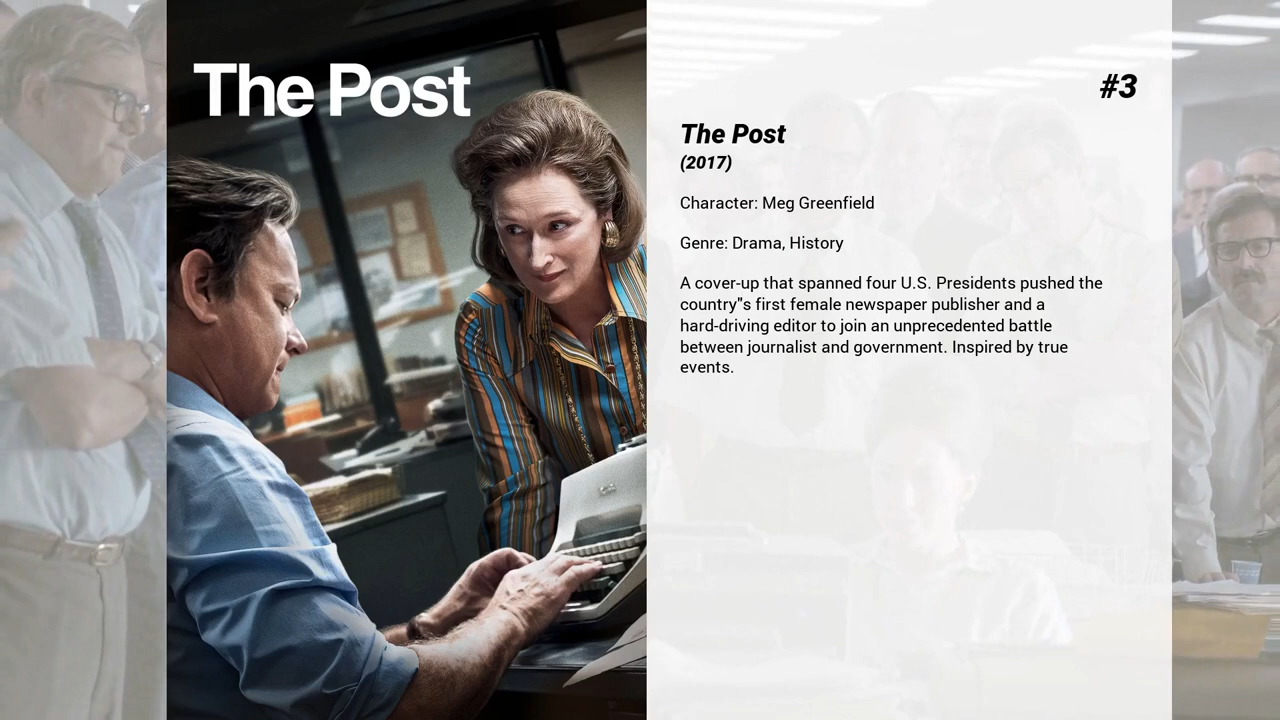 The Post
#3
The Post
(2017)
Character: Meg Greenfield
Genre: Drama, History
A cover-up that spanned four U.S. Presidents pushed the
country"s first female newspaper publisher and a
hard-driving editor to join an unprecedented battle
between journalist and government. Inspired by true
events.